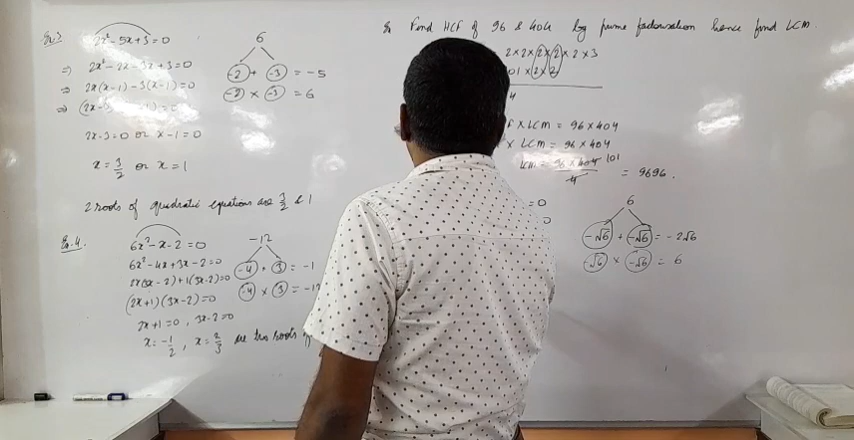 Ex.3
2x² - 5x + 3 = 0
⇒ 2x² - 2x - 3x + 3 = 0
⇒ 2x(x-1) - 3(x-1) = 0
⇒ (2x-
2x-3 = 0 or x-1 = 0
x = 3/2 or x = 1
2 roots of quadratic equations are 3/2 & 1
6
-2 + -3 = -5
-2 × -3 = 6
Ex.4.
6x² - x - 2 = 0
6x² - 4x + 3x - 2 = 0
2x(3x-2) + 1(3x-2) = 0
(2x+1)(3x-2) = 0
2x+1 = 0, 3x-2 = 0
x = -1/2, x = 2/3 are two roots
-12
-4 + 3 = -1
-4 × 3 = -12
Find HCF of 96 & 404 by prime factorisation hence find LCM.
2×2×2×2×2×3
01×2×2
4
× LCM = 96 × 404
× LCM = 96 × 404
LCM = 96 × 404 101 / 4 = 9696.
= 0
0
6
-√6 + -√6 = -2√6
-√6 × -√6 = 6